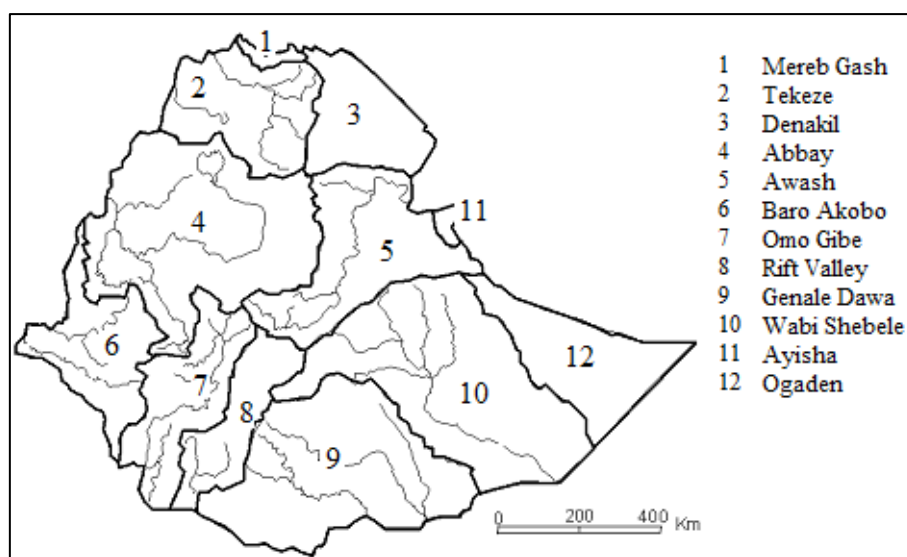 1
2
3
4
5
6
7
8
9
10
11
12
1 Mereb Gash
2 Tekeze
3 Denakil
4 Abbay
5 Awash
6 Baro Akobo
7 Omo Gibe
8 Rift Valley
9 Genale Dawa
10 Wabi Shebele
11 Ayisha
12 Ogaden
0 200 400 Km